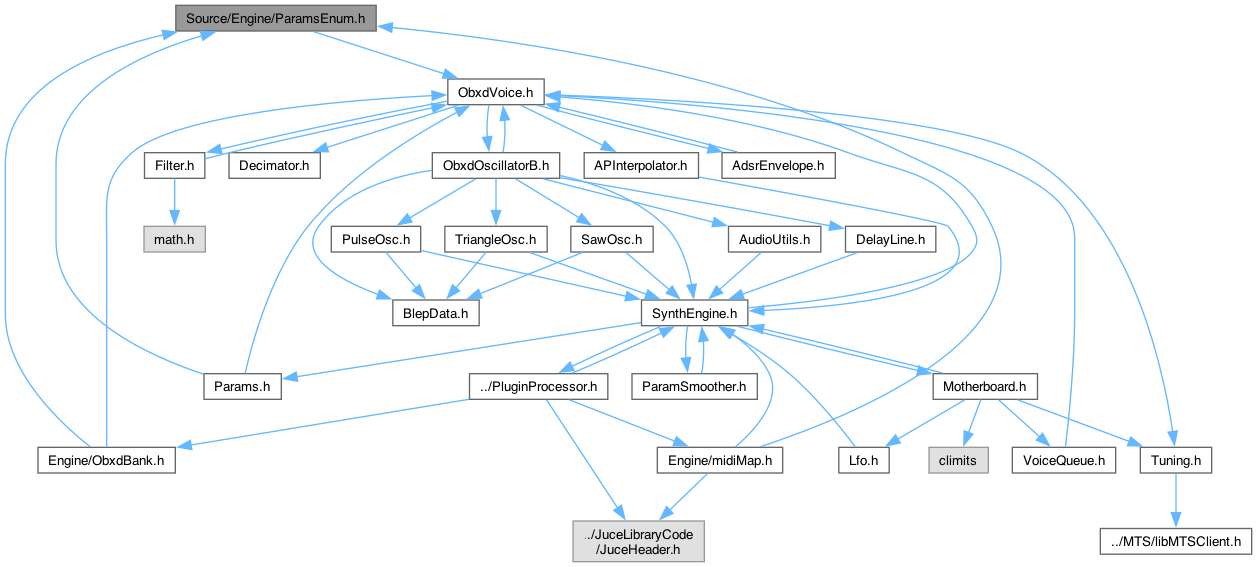 Source/Engine/ParamsEnum.h
ObxdVoice.h
Filter.h
Decimator.h
ObxdOscillatorB.h
APInterpolator.h
AdsrEnvelope.h
math.h
PulseOsc.h
TriangleOsc.h
SawOsc.h
AudioUtils.h
DelayLine.h
BlepData.h
SynthEngine.h
Params.h
../PluginProcessor.h
ParamSmoother.h
Motherboard.h
Engine/ObxdBank.h
Engine/midiMap.h
Lfo.h
climits
VoiceQueue.h
Tuning.h
../JuceLibraryCode
/JuceHeader.h
../MTS/libMTSClient.h